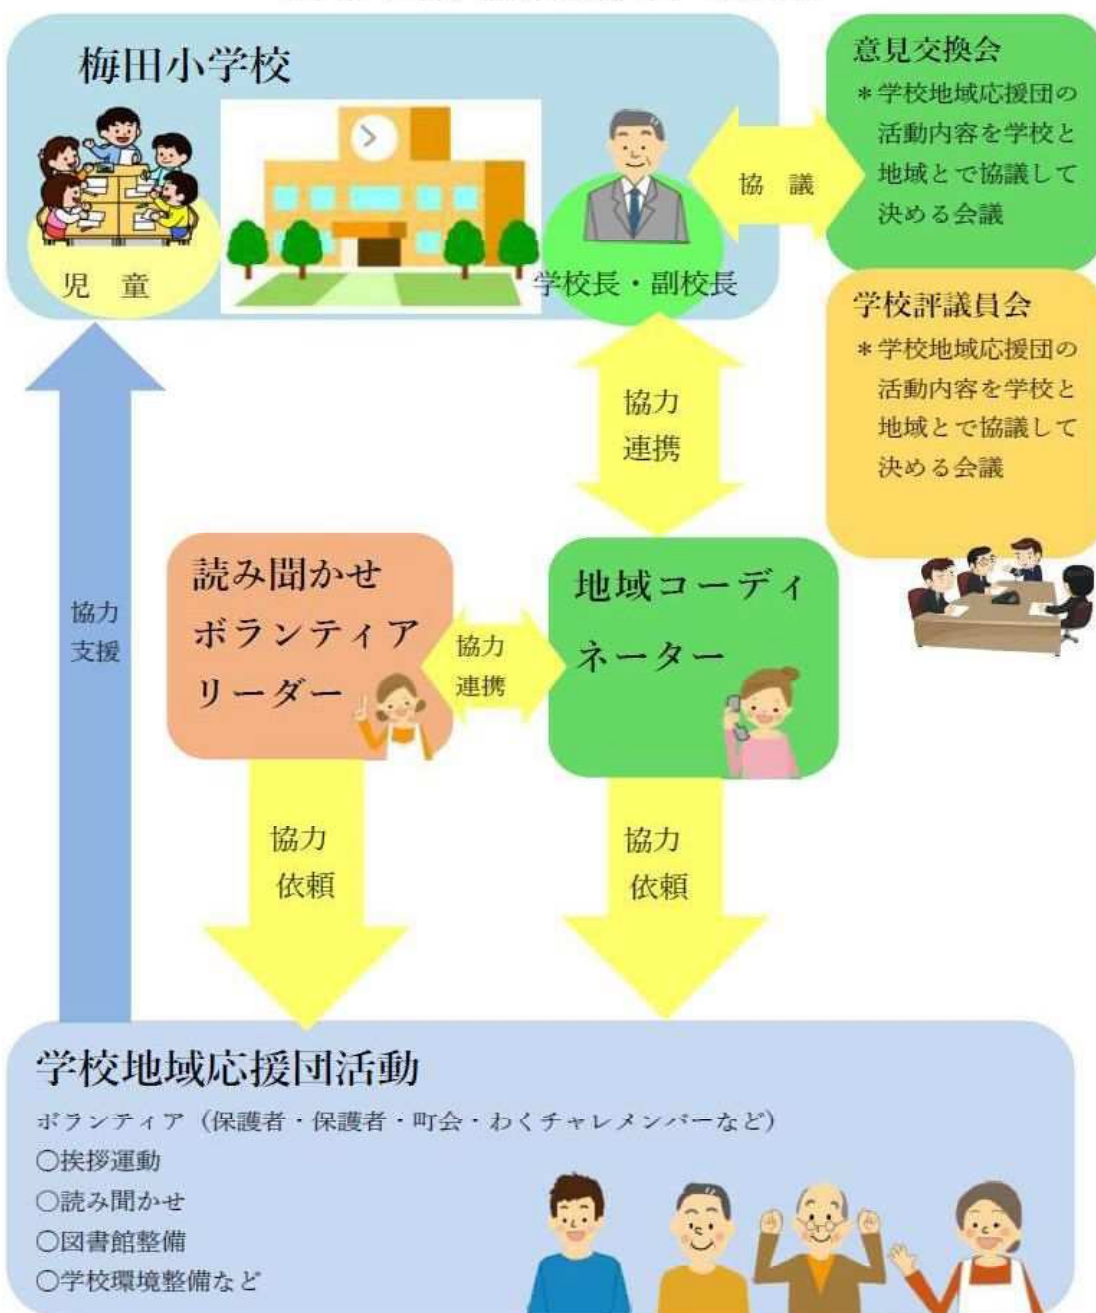 梅田小学校
児 童
学校長・副校長
協 議
意見交換会
*学校地域応援団の
活動内容を学校と
地域とで協議して
決める会議
学校評議員会
*学校地域応援団の
活動内容を学校と
地域とで協議して
決める会議
協力
連携
協力
支援
読み聞かせ
ボランティア
リーダー
協力
連携
地域コーディ
ネーター
協力
依頼
協力
依頼
学校地域応援団活動
ボランティア（保護者・保護者・町会・わくチャレメンバーなど）
○挨拶運動
○読み聞かせ
○図書館整備
○学校環境整備など